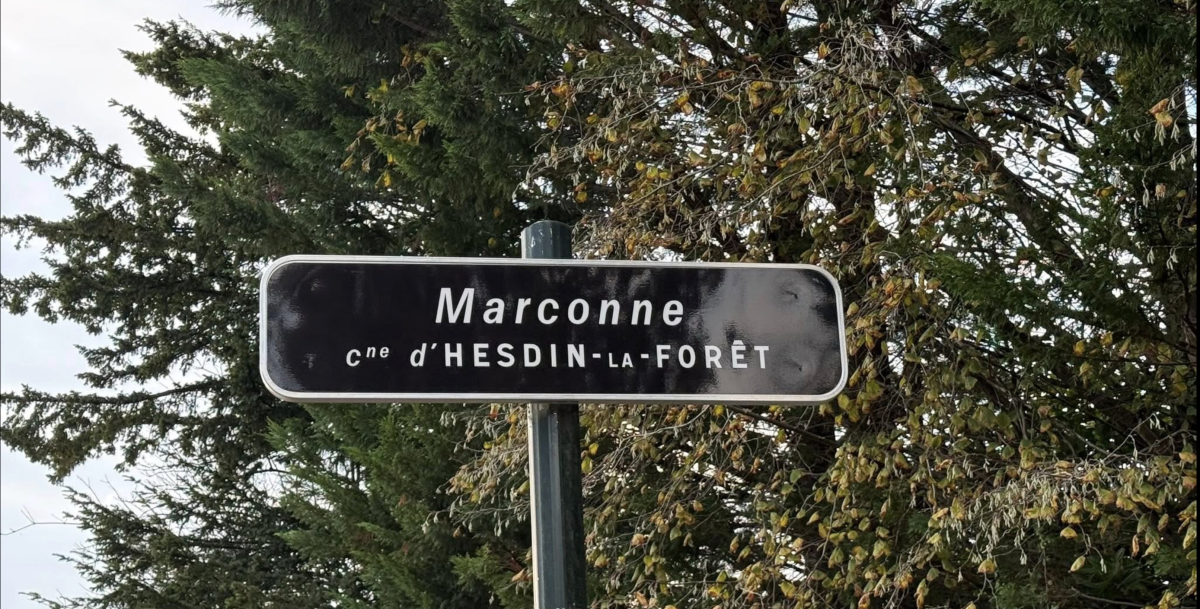 Marconne
Cne d'HESDIN-LA-FORÊT